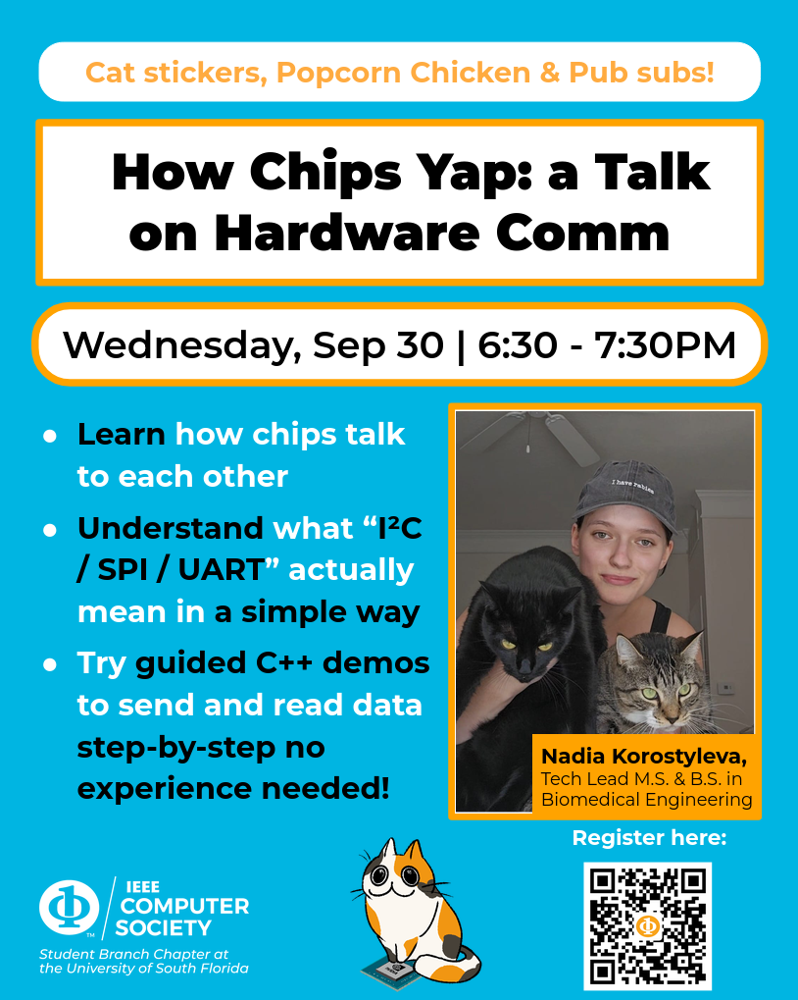 Cat stickers, Popcorn Chicken & Pub subs!
How Chips Yap: a Talk
on Hardware Comm
Wednesday, Sep 30 | 6:30 - 7:30PM
● Learn how chips talk
to each other
● Understand what “I²C
/ SPI / UART” actually
mean in a simple way
● Try guided C++ demos
to send and read data
step-by-step no
experience needed!
I have rabies
Nadia Korostyleva,
Tech Lead M.S. & B.S. in
Biomedical Engineering
Register here:
IEEE
COMPUTER
SOCIETY
TM
Student Branch Chapter at
the University of South Florida